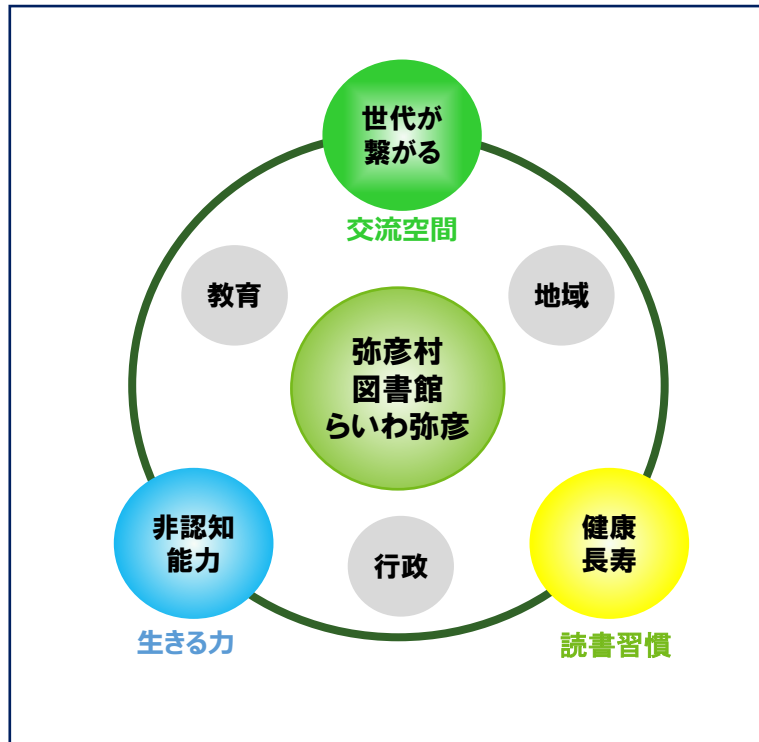 世代が
繋がる
交流空間
教育
地域
弥彦村
図書館
らいわ弥彦
非認知
能力
生きる力
行政
健康
長寿
読書習慣